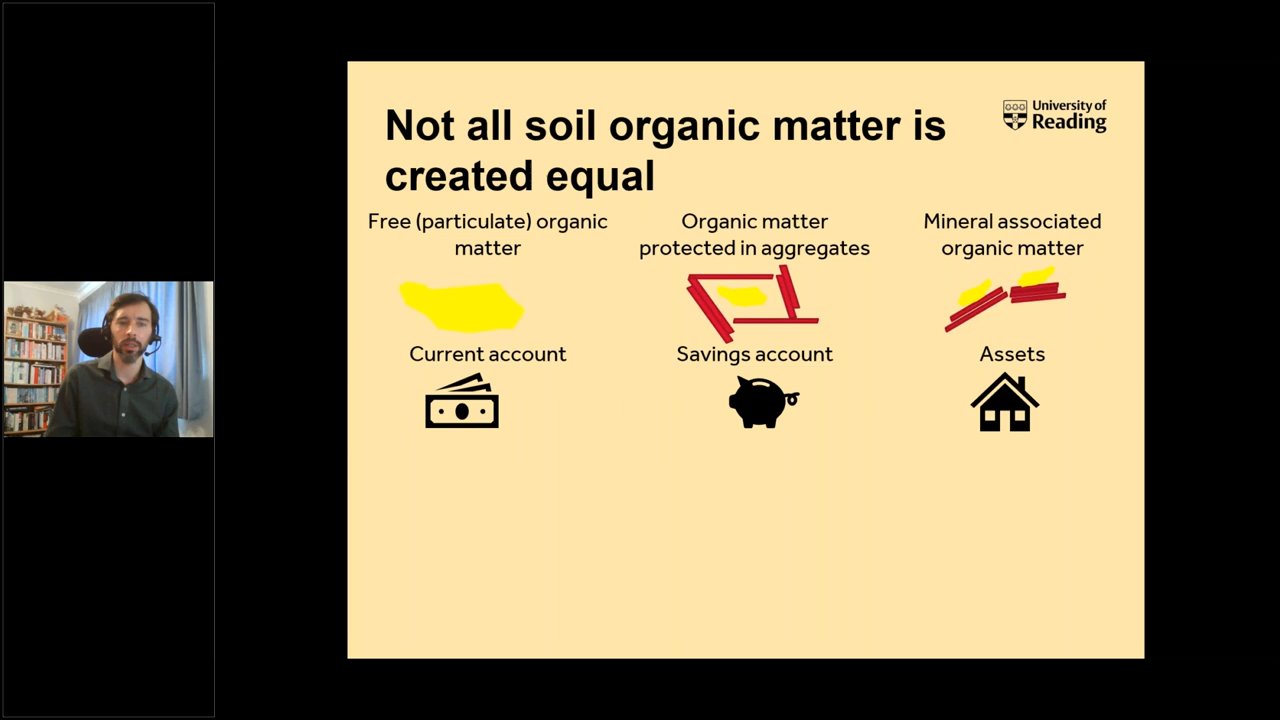 Not all soil organic matter is
created equal
University of
Reading
Free (particulate) organic
matter
Organic matter
protected in aggregates
Mineral associated
organic matter
Current account
Savings account
Assets